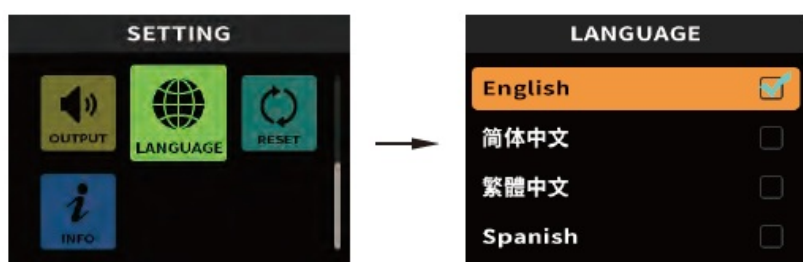 SETTING
OUTPUT
LANGUAGE
RESET
INFO
LANGUAGE
English
简体中文
繁體中文
Spanish